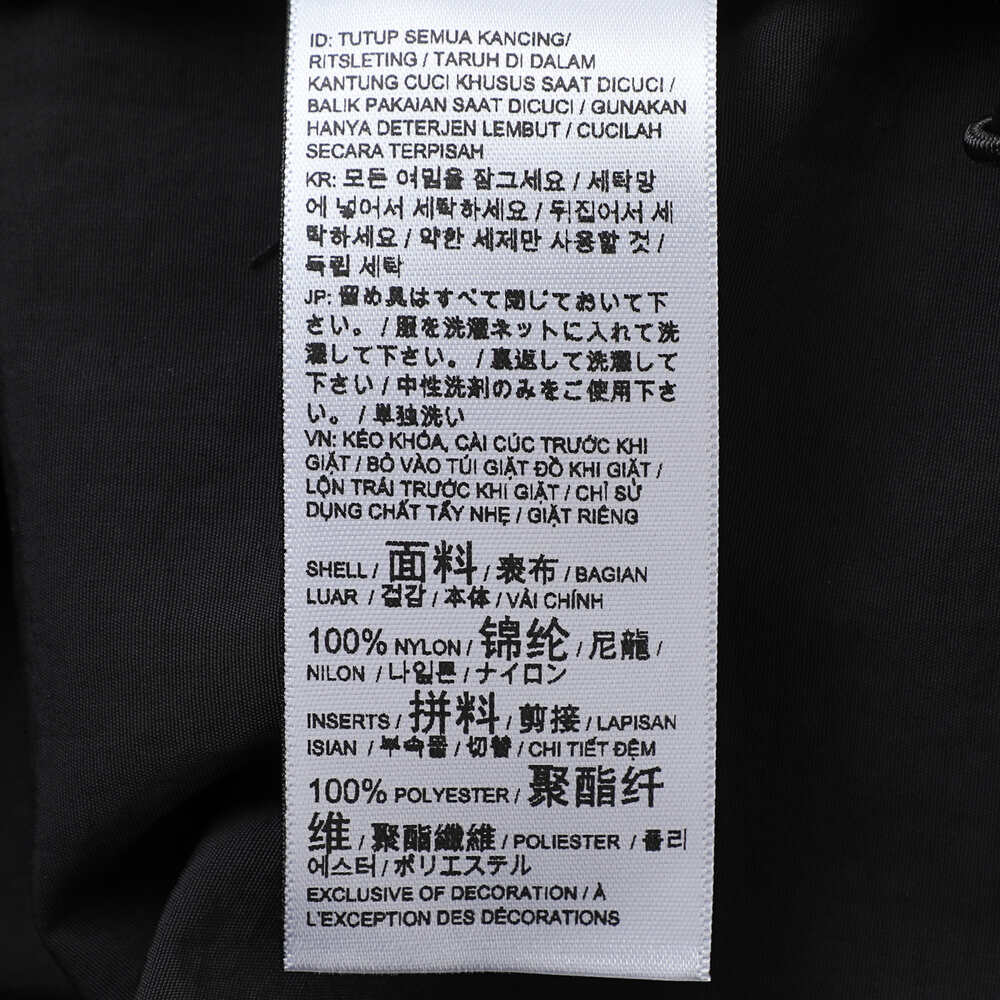 ID: TUTUP SEMUA KANCING/
RITSLETING / TARUH DI DALAM
KANTUNG CUCI KHUSUS SAAT DICUCI /
BALIK PAKAIAN SAAT DICUCI / GUNAKAN
HANYA DETERJEN LEMBUT / CUCILAH
SECARA TERPISAH
KR: 모든 여밈을 잠그세요 / 세탁망
에 넣어서 세탁하세요 / 뒤집어서 세
탁하세요 / 약한 세제만 사용할 것 /
독립 세탁
JP: 留め具はすべて閉じておいて下
さい。 / 服を洗濯ネットに入れて洗
濯して下さい。 / 裏返して洗濯して
下さい / 中性洗剤のみをご使用下さ
い。 / 単独洗い
VN: KÉO KHÓA, CÀI CÚC TRƯỚC KHI
GIẶT / BỎ VÀO TÚI GIẶT ĐỒ KHI GIẶT /
LỘN TRÁI TRƯỚC KHI GIẶT / CHỈ SỬ
DỤNG CHẤT TẨY NHẸ / GIẶT RIÊNG
SHELL / 面料 / 表布 / BAGIAN
LUAR / 겉감 / 本体 / VẢI CHÍNH
100% NYLON / 锦纶 / 尼龍 /
NILON / 나일론 / ナイロン
INSERTS / 拼料 / 剪接 / LAPISAN
ISIAN / 부속물 / 切替 / CHI TIẾT ĐỆM
100% POLYESTER / 聚酯纤
维 / 聚酯纖維 / POLIESTER / 폴리
에스터 / ポリエステル
EXCLUSIVE OF DECORATION / À
L'EXCEPTION DES DÉCORATIONS